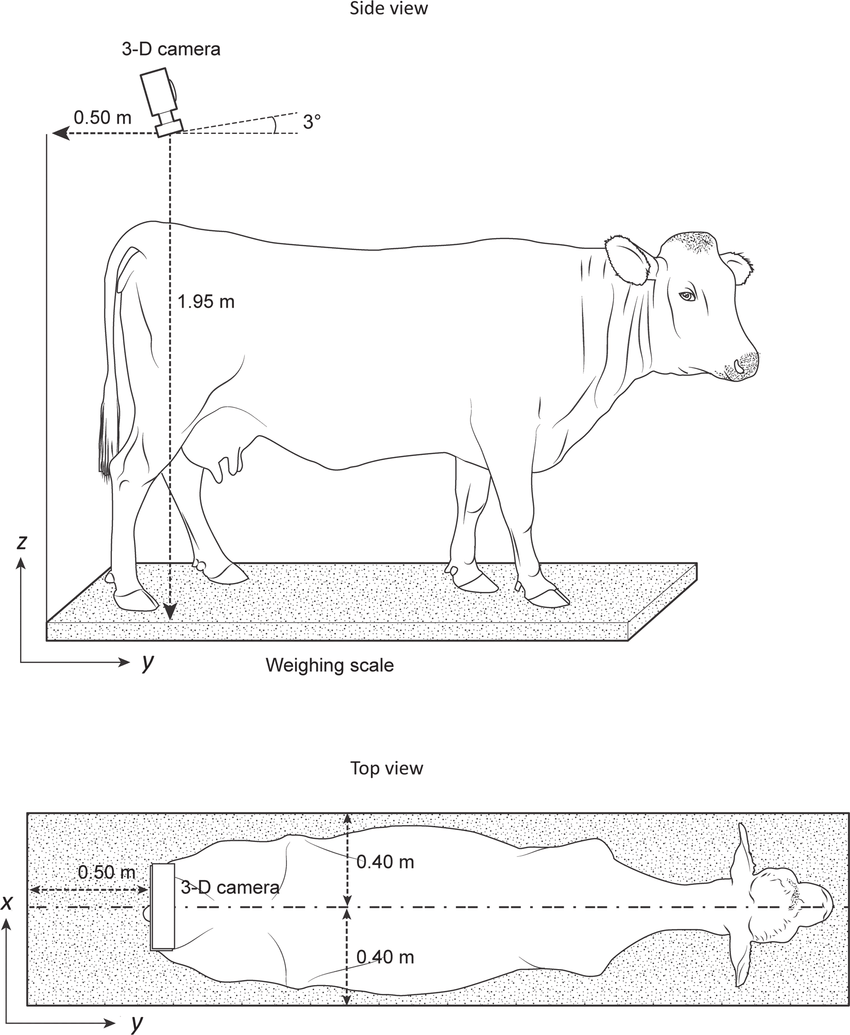 Side view
3-D camera
0.50 m
3°
1.95 m
z
y
Weighing scale
Top view
0.40 m
0.50 m
3-D camera
x
0.40 m
y